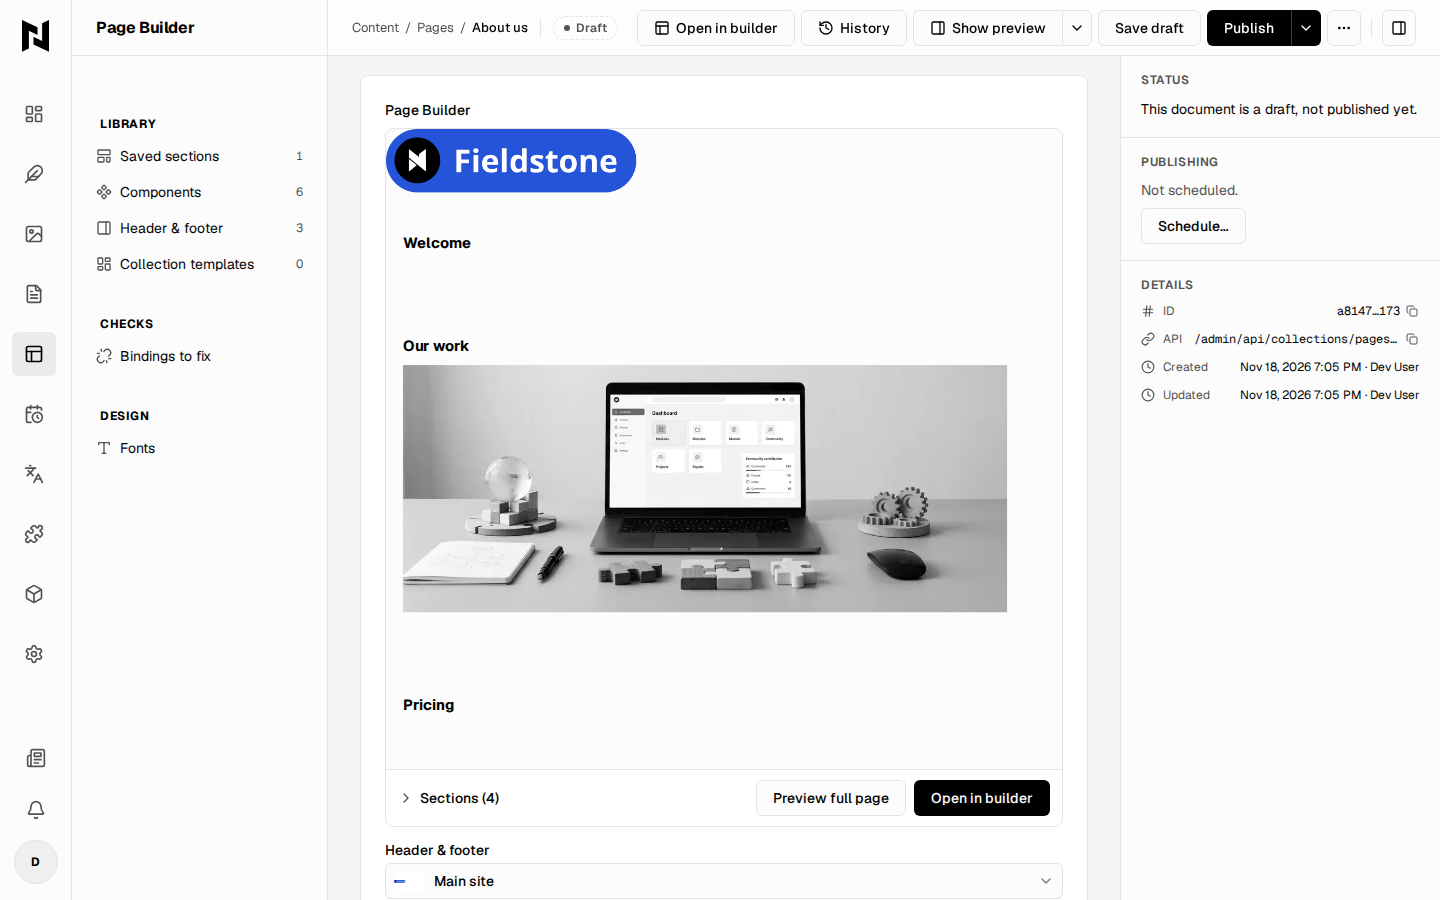 Page Builder
Content / Pages / About us
Draft
Open in builder
History
Show preview
Save draft
Publish
LIBRARY
Saved sections 1
Components 6
Header & footer 3
Collection templates 0
CHECKS
Bindings to fix
DESIGN
Fonts
D
Page Builder
Fieldstone
Welcome
Our work
Dashboard
Pricing
Sections (4)
Preview full page
Open in builder
Header & footer
Main site
STATUS
This document is a draft, not published yet.
PUBLISHING
Not scheduled.
Schedule...
DETAILS
ID a8147...173
API /admin/api/collections/pages...
Created Nov 18, 2026 7:05 PM · Dev User
Updated Nov 18, 2026 7:05 PM · Dev User